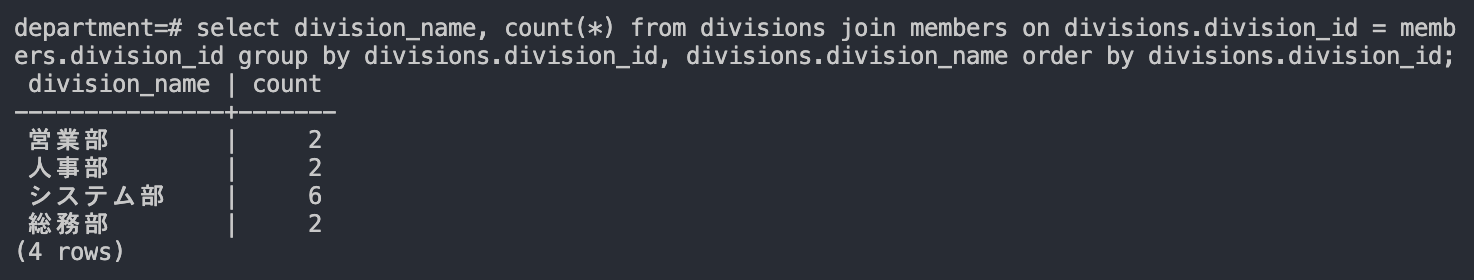 department=# select division_name, count(*) from divisions join members on divisions.division_id = memb
ers.division_id group by divisions.division_id, divisions.division_name order by divisions.division_id;
 division_name | count
---------------+-------
 営業部        |     2
 人事部        |     2
 システム部    |     6
 総務部        |     2
(4 rows)